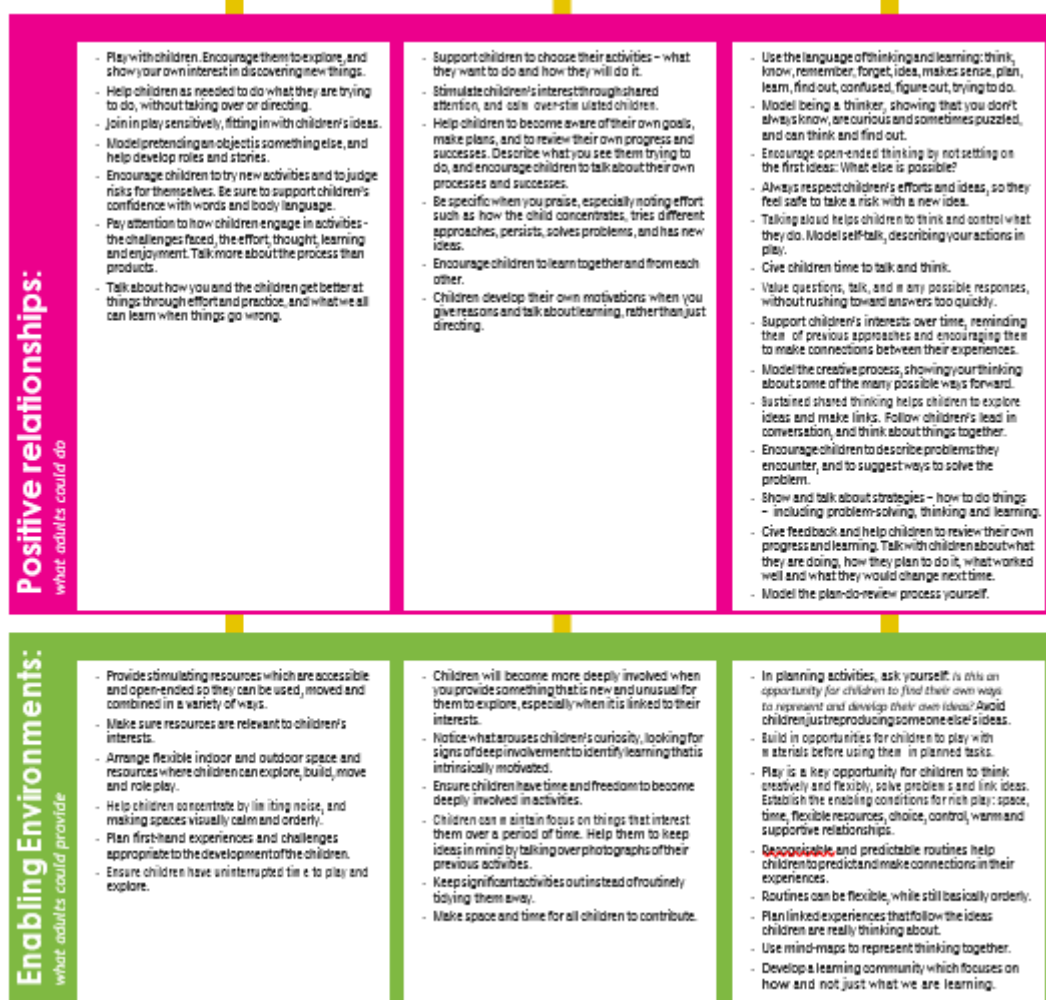 Positive relationships:
what adults could do
- Play with children. Encourage them to explore, and
show your own interest in discovering new things.
- Help children as needed to do what they are trying
to do, without taking over or directing.
- Join in play sensitively, fitting in with children's ideas.
- Model pretending an object is something else, and
help develop roles and stories.
- Encourage children to try new activities and to judge
risks for themselves. Be sure to support children's
confidence with words and body language.
- Pay attention to how children engage in activities -
the challenges faced, the effort, thought, learning
and enjoyment. Talk more about the process than
products.
- Talk about how you and the children get better at
things through effort and practice, and what we all
can learn when things go wrong.
- Support children to choose their activities – what
they want to do and how they will do it.
- Stimulate children's interest through shared
attention, and calm over-stimulated children.
- Help children to become aware of their own goals,
make plans, and to review their own progress and
successes. Describe what you see them trying to
do, and encourage children to talk about their own
processes and successes.
- Be specific when you praise, especially noting effort
such as how the child concentrates, tries different
approaches, persists, solves problems, and has new
ideas.
- Encourage children to learn together and from each
other.
- Children develop their own motivations when you
give reasons and talk about learning, rather than just
directing.
- Use the language of thinking and learning: think,
know, remember, forget, idea, makes sense, plan,
learn, find out, confused, figure out, trying to do.
- Model being a thinker, showing that you don't
always know, are curious and sometimes puzzled,
and can think and find out.
- Encourage open-ended thinking by not settling on
the first ideas: What else is possible?
- Always respect children's efforts and ideas, so they
feel safe to take a risk with a new idea.
- Talking aloud helps children to think and control what
they do. Model self-talk, describing your actions in
play.
- Give children time to talk and think.
- Value questions, talk, and many possible responses,
without rushing toward answers too quickly.
- Support children's interests over time, reminding
them of previous approaches and encouraging them
to make connections between their experiences.
- Model the creative process, showing your thinking
about some of the many possible ways forward.
- Sustained shared thinking helps children to explore
ideas and make links. Follow children's lead in
conversation, and think about things together.
- Encourage children to describe problems they
encounter, and to suggest ways to solve the
problem.
- Show and talk about strategies – how to do things
– including problem-solving, thinking and learning.
- Give feedback and help children to review their own
progress and learning. Talk with children about what
they are doing, how they plan to do it, what worked
well and what they would change next time.
- Model the plan-do-review process yourself.
Enabling Environments:
what adults could provide
- Provide stimulating resources which are accessible
and open-ended so they can be used, moved and
combined in a variety of ways.
- Make sure resources are relevant to children's
interests.
- Arrange flexible indoor and outdoor space and
resources where children can explore, build, move
and role play.
- Help children concentrate by limiting noise, and
making spaces visually calm and orderly.
- Plan first-hand experiences and challenges
appropriate to the development of the children.
- Ensure children have uninterrupted time to play and
explore.
- Children will become more deeply involved when
you provide something that is new and unusual for
them to explore, especially when it is linked to their
interests.
- Notice what arouses children's curiosity, looking for
signs of deep involvement to identify learning that is
intrinsically motivated.
- Ensure children have time and freedom to become
deeply involved in activities.
- Children can maintain focus on things that interest
them over a period of time. Help them to keep
ideas in mind by talking over photographs of their
previous activities.
- Keep significant activities out instead of routinely
tidying them away.
- Make space and time for all children to contribute.
- In planning activities, ask yourself: Is this an
opportunity for children to find their own ways
to represent and develop their own ideas? Avoid
children just reproducing someone else's ideas.
- Build in opportunities for children to play with
materials before using them in planned tasks.
- Play is a key opportunity for children to think
creatively and flexibly, solve problems and link ideas.
Establish the enabling conditions for rich play: space,
time, flexible resources, choice, control, warm and
supportive relationships.
- Recognisable and predictable routines help
children to predict and make connections in their
experiences.
- Routines can be flexible, while still basically orderly.
- Plan linked experiences that follow the ideas
children are really thinking about.
- Use mind-maps to represent thinking together.
- Develop a learning community which focuses on
how and not just what we are learning.